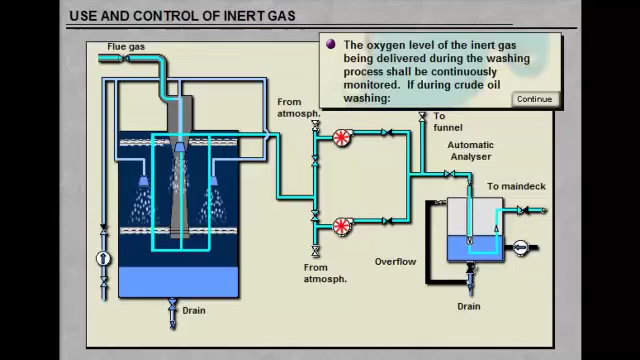 USE AND CONTROL OF INERT GAS
Flue gas
The oxygen level of the inert gas
being delivered during the washing
process shall be continuously
monitored. If during crude oil
washing:
Continue
From
atmosph.
To
funnel
Automatic
Analyser
To maindeck
From
atmosph.
Overflow
Drain
Drain